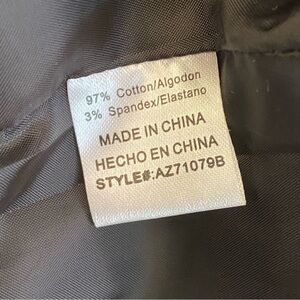 97% Cotton/Algodon
3% Spandex/Elastano
MADE IN CHINA
HECHO EN CHINA
STYLE#:AZ71079B